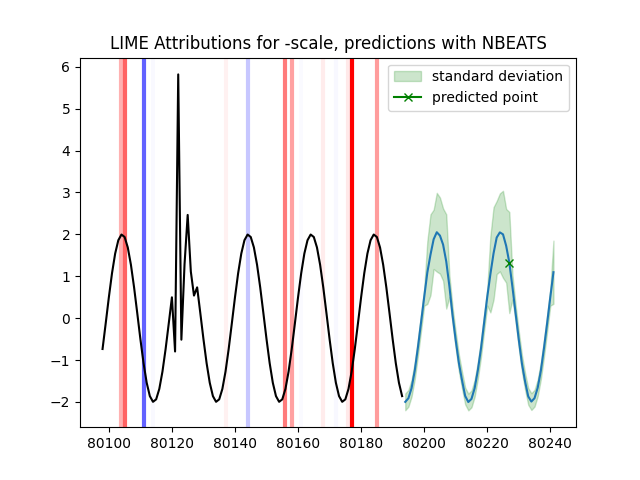 LIME Attributions for -scale, predictions with NBEATS
standard deviation
predicted point
6
5
4
3
2
1
0
−1
−2
80100 80120 80140 80160 80180 80200 80220 80240